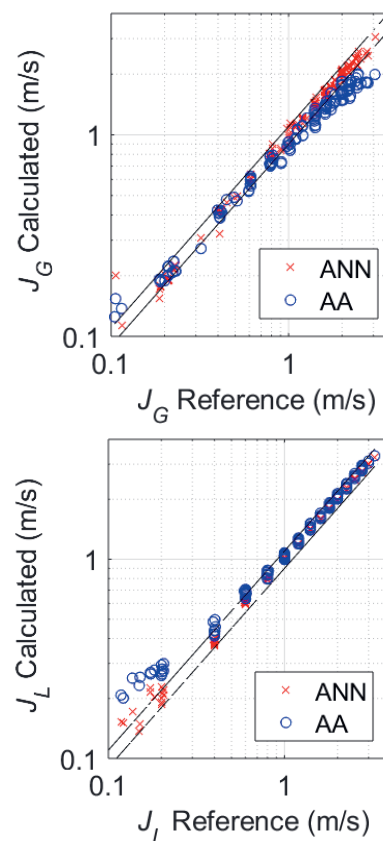 J_G Calculated (m/s)
1
0.1
× ANN
○ AA
0.1
1
J_G Reference (m/s)
J_L Calculated (m/s)
1
0.1
× ANN
○ AA
0.1
1
J_L Reference (m/s)